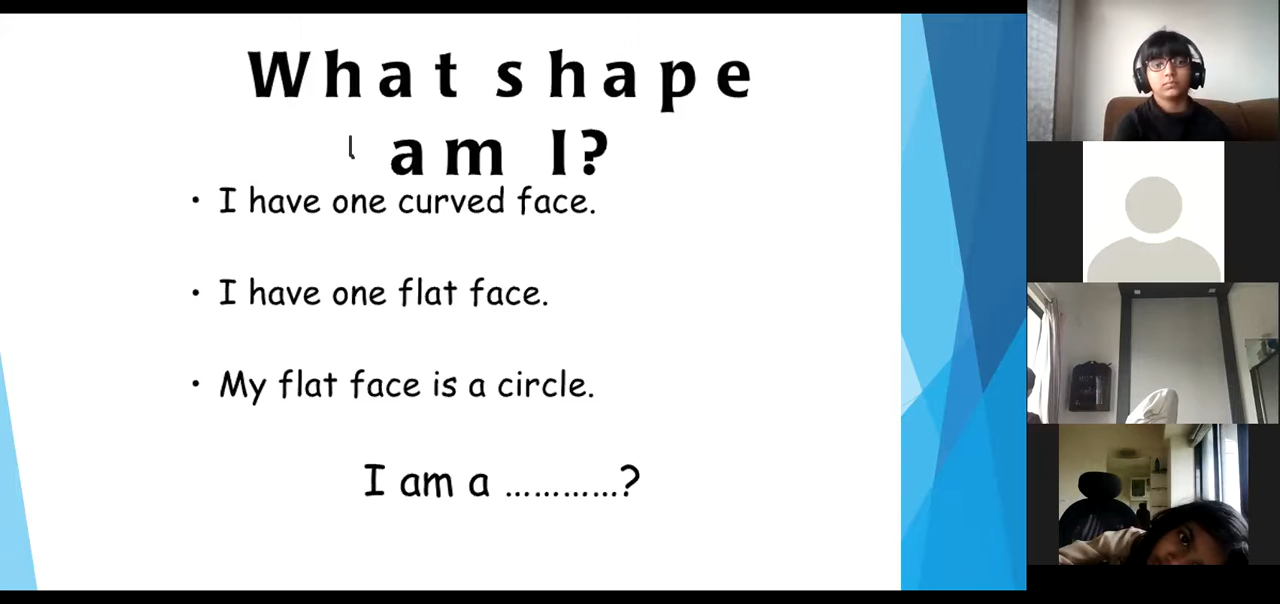 What shape
am I?
• I have one curved face.
• I have one flat face.
• My flat face is a circle.
I am a ............?